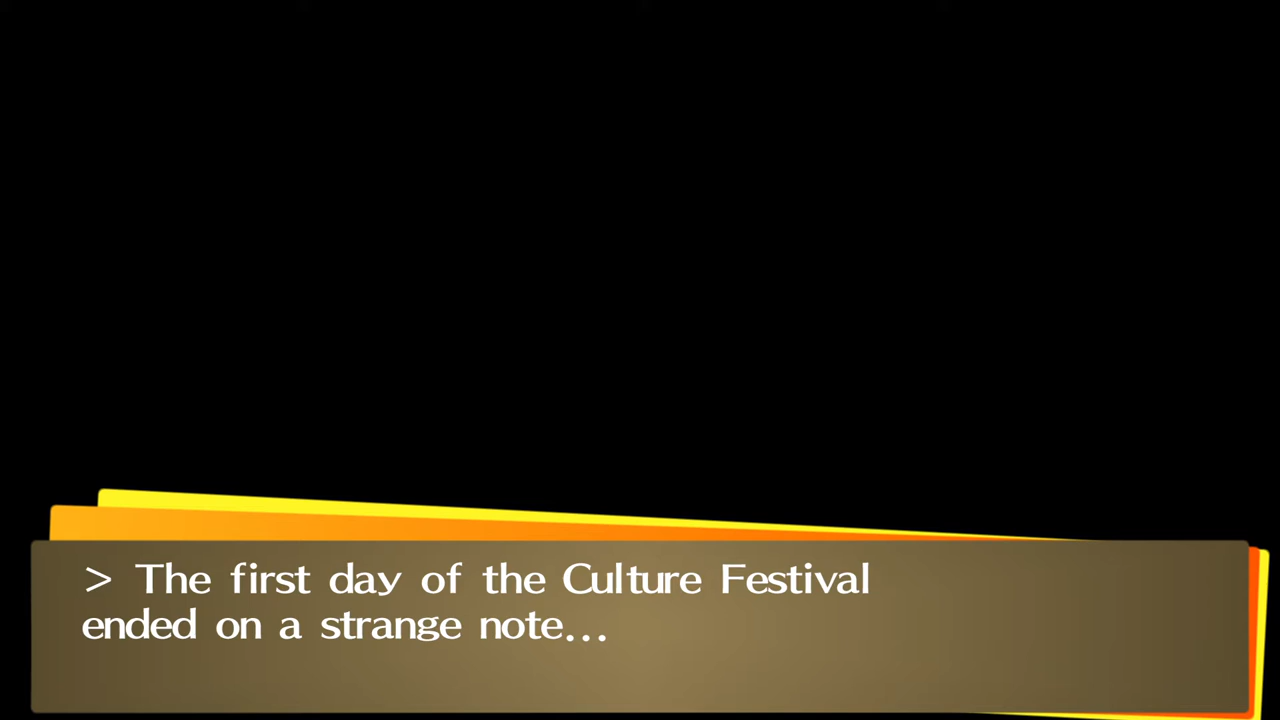 > The first day of the Culture Festival
ended on a strange note...